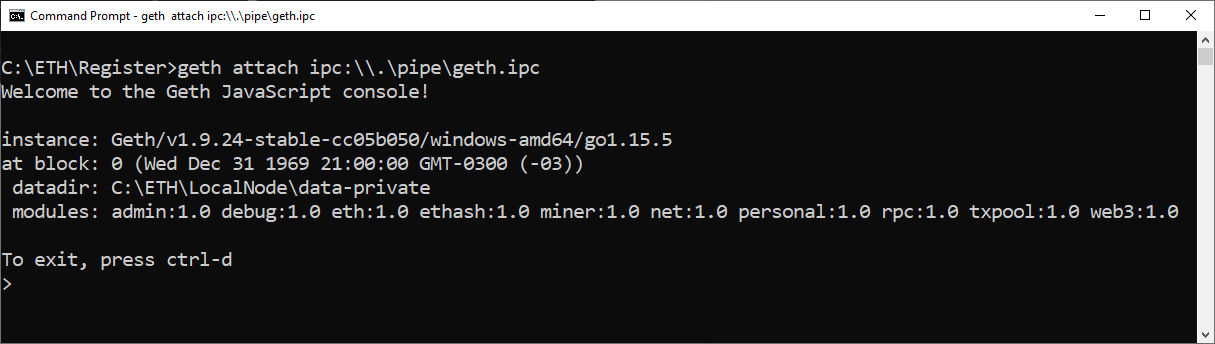 Command Prompt - geth  attach ipc:\\.\pipe\geth.ipc
C:\ETH\Register>geth attach ipc:\\.\pipe\geth.ipc
Welcome to the Geth JavaScript console!
instance: Geth/v1.9.24-stable-cc05b050/windows-amd64/go1.15.5
at block: 0 (Wed Dec 31 1969 21:00:00 GMT-0300 (-03))
 datadir: C:\ETH\LocalNode\data-private
 modules: admin:1.0 debug:1.0 eth:1.0 ethash:1.0 miner:1.0 net:1.0 personal:1.0 rpc:1.0 txpool:1.0 web3:1.0
To exit, press ctrl-d
>